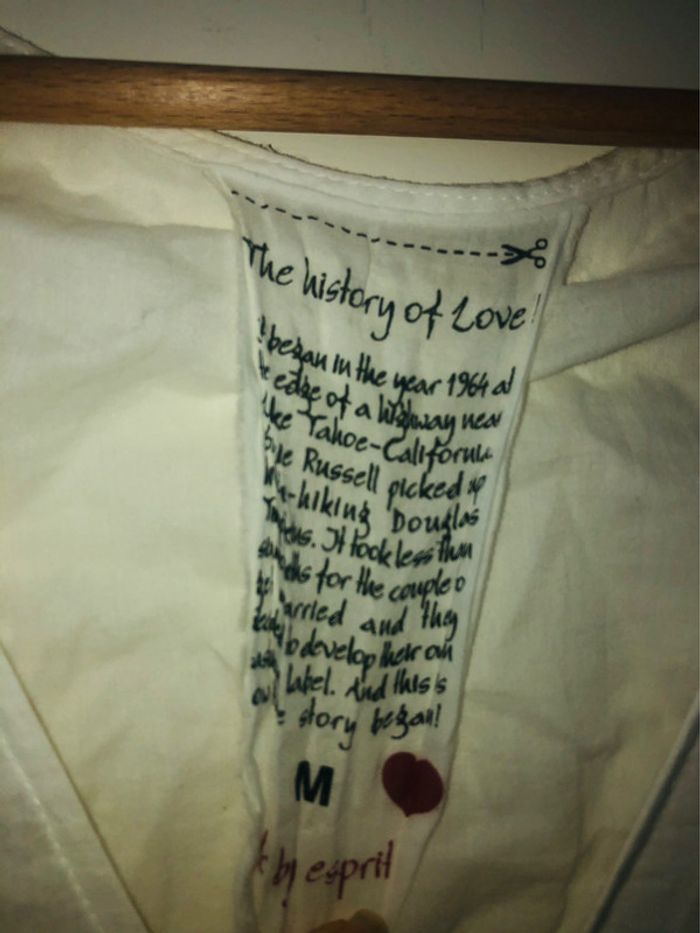 The history of Love!
began in the year 1964 at
edge of a highway near
Tahoe-California
Russell picked up
-hiking Douglas
. It took less than
for the couple
married and they
to develop their own
label. And this is
story began!
M
by esprit